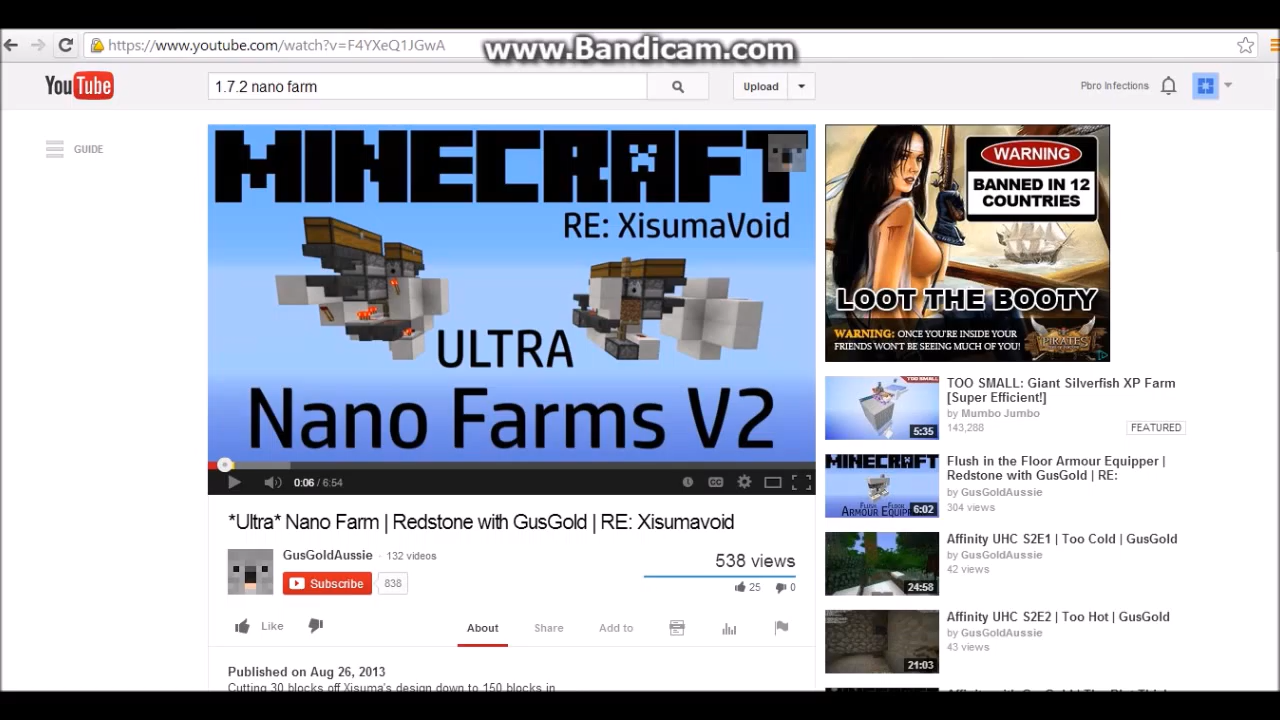 https://www.youtube.com/watch?v=F4YXeQ1JGwA
www.Bandicam.com
YouTube
1.7.2 nano farm
Upload
Pbro Infections
GUIDE
MINECRAFT
RE: XisumaVoid
ULTRA
Nano Farms V2
0:06 / 6:54
CC
WARNING
BANNED IN 12
COUNTRIES
LOOT THE BOOTY
WARNING: ONCE YOU'RE INSIDE YOUR
FRIENDS WON'T BE SEEING MUCH OF YOU!
PIRATES
*Ultra* Nano Farm | Redstone with GusGold | RE: Xisumavoid
GusGoldAussie · 132 videos
Subscribe 838
538 views
25 0
Like
About
Share
Add to
Published on Aug 26, 2013
Cutting 30 blocks off Xisuma's design down to 150 blocks in
TOO SMALL
5:35
TOO SMALL: Giant Silverfish XP Farm
[Super Efficient!]
by Mumbo Jumbo
143,288
FEATURED
MINECRAFT
6:02
Flush in the Floor Armour Equipper |
Redstone with GusGold | RE:
by GusGoldAussie
304 views
24:58
Affinity UHC S2E1 | Too Cold | GusGold
by GusGoldAussie
42 views
21:03
Affinity UHC S2E2 | Too Hot | GusGold
by GusGoldAussie
43 views